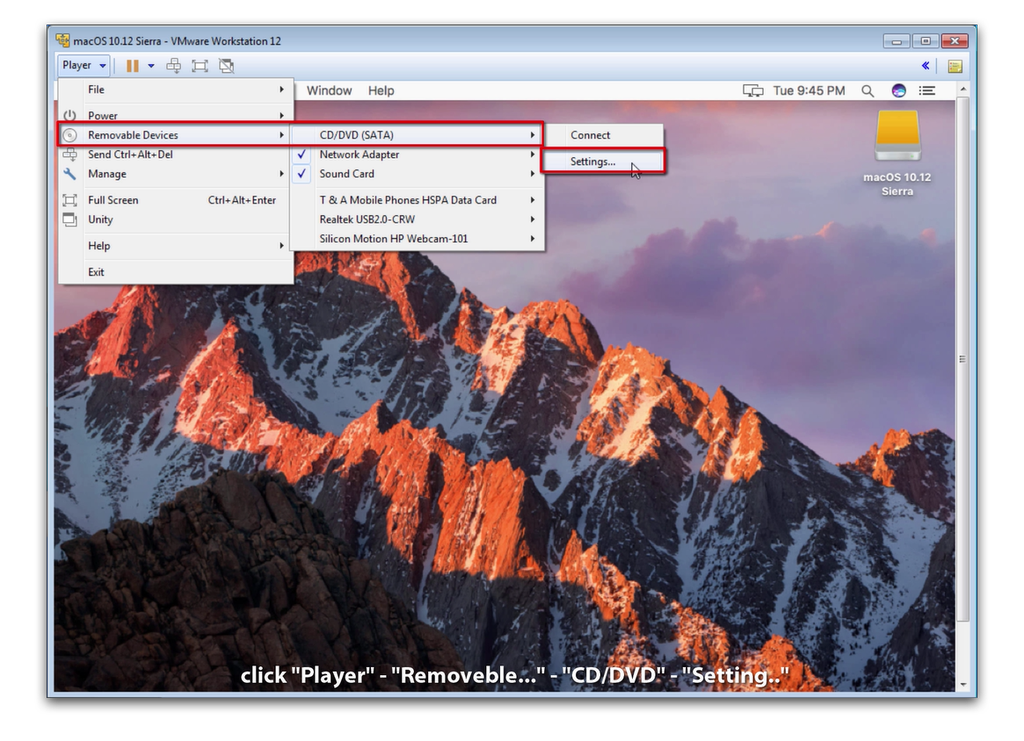 macOS 10.12 Sierra - VMware Workstation 12
Player
File
Window Help Tue 9:45 PM
Power
Removable Devices
CD/DVD (SATA)
Connect
Send Ctrl+Alt+Del
Network Adapter
Settings...
Manage
Sound Card
macOS 10.12
Sierra
Full Screen Ctrl+Alt+Enter
T & A Mobile Phones HSPA Data Card
Unity
Realtek USB2.0-CRW
Help
Silicon Motion HP Webcam-101
Exit
click "Player" - "Removeble..." - "CD/DVD" - "Setting.."